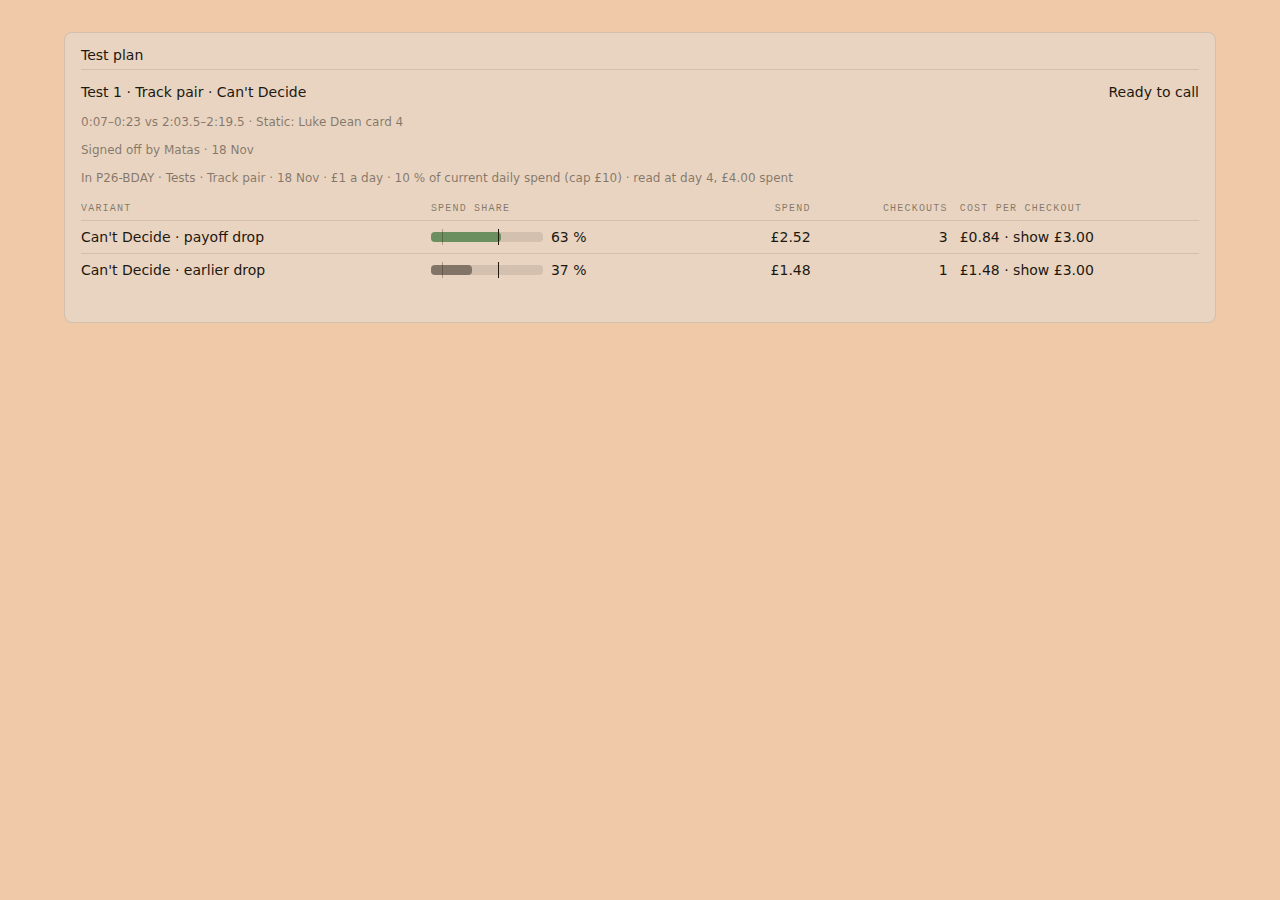 Test plan
Test 1 · Track pair · Can't Decide Ready to call
0:07–0:23 vs 2:03.5–2:19.5 · Static: Luke Dean card 4
Signed off by Matas · 18 Nov
In P26-BDAY · Tests · Track pair · 18 Nov · £1 a day · 10 % of current daily spend (cap £10) · read at day 4, £4.00 spent
VARIANT SPEND SHARE SPEND CHECKOUTS COST PER CHECKOUT
Can't Decide · payoff drop 63 % £2.52 3 £0.84 · show £3.00
Can't Decide · earlier drop 37 % £1.48 1 £1.48 · show £3.00